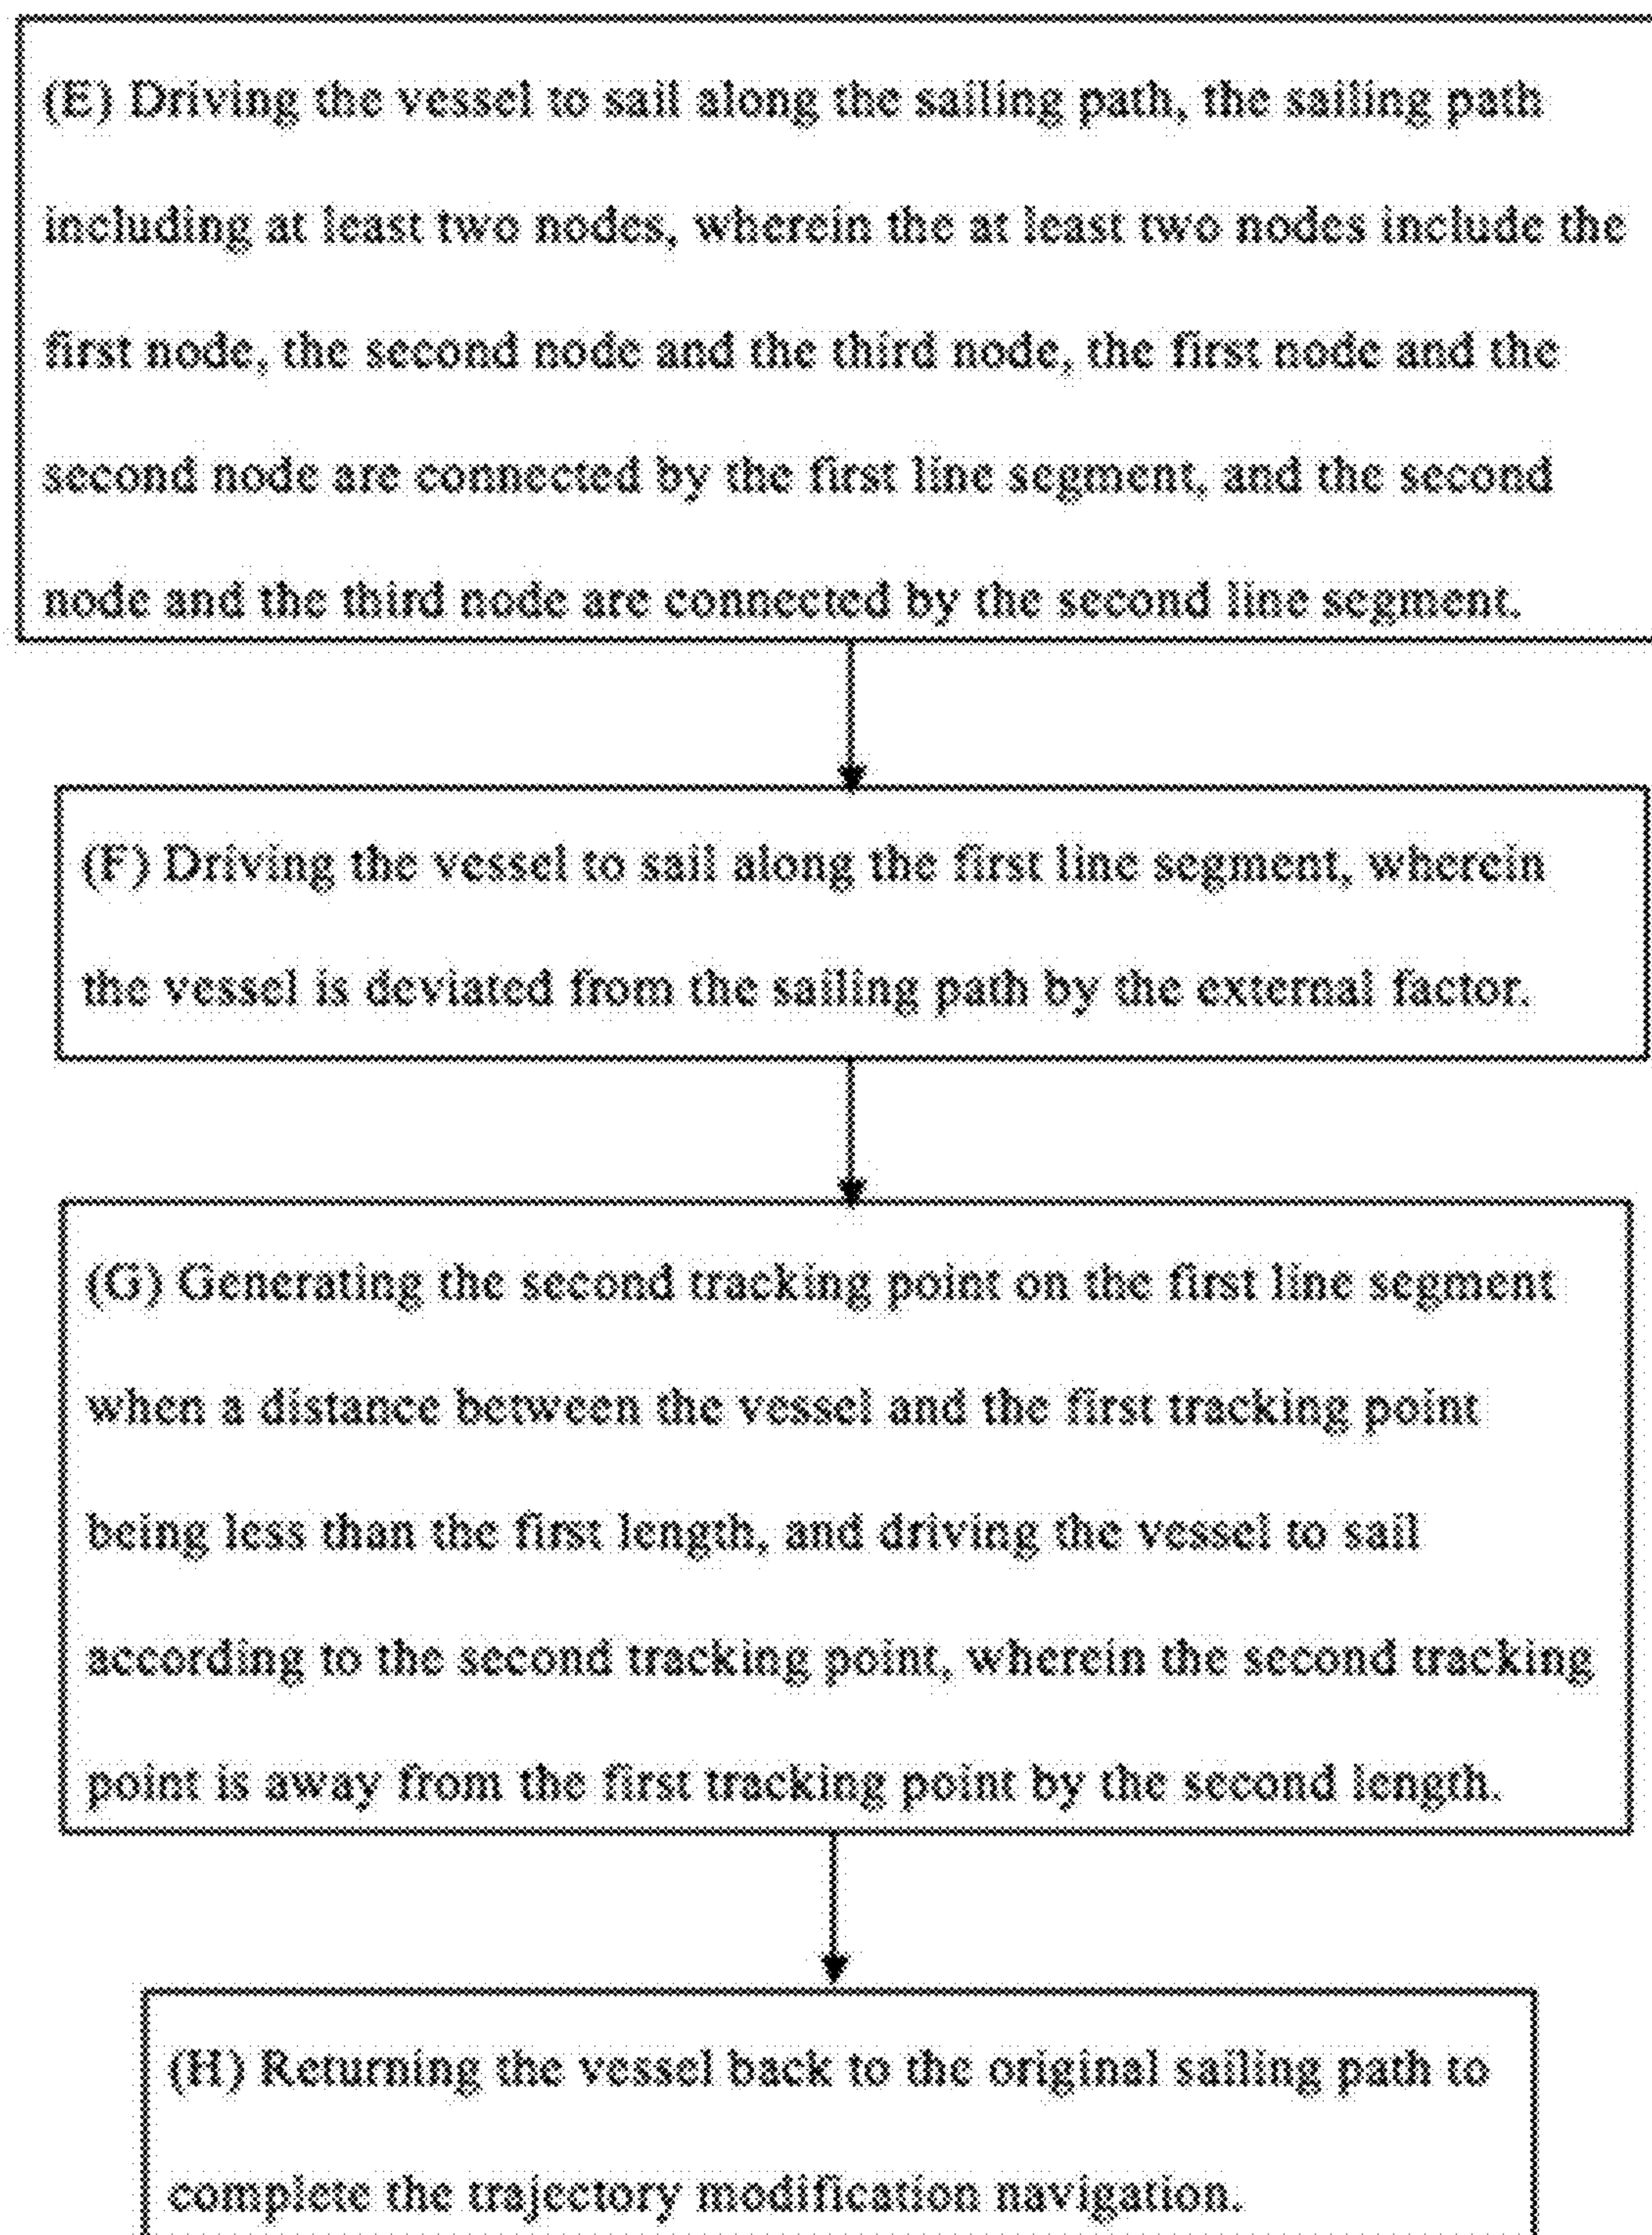 (E) Driving the vessel to sail along the sailing path, the sailing path
including at least two nodes, wherein the at least two nodes include the
first node, the second node and the third node, the first node and the
second node are connected by the first line segment, and the second
node and the third node are connected by the second line segment.
(F) Driving the vessel to sail along the first line segment, wherein
the vessel is deviated from the sailing path by the external factor.
(G) Generating the second tracking point on the first line segment
when a distance between the vessel and the first tracking point
being less than the first length, and driving the vessel to sail
according to the second tracking point, wherein the second tracking
point is away from the first tracking point by the second length.
(H) Returning the vessel back to the original sailing path to
complete the trajectory modification navigation.